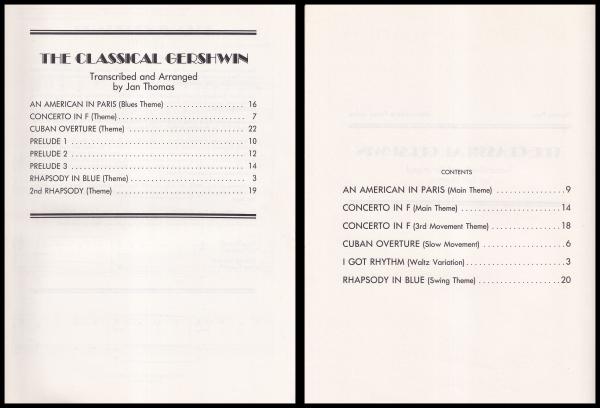 THE CLASSICAL GERSHWIN
Transcribed and Arranged
by Jan Thomas
AN AMERICAN IN PARIS (Blues Theme) .................. 16
CONCERTO IN F (Theme) ............................. 7
CUBAN OVERTURE (Theme) ........................... 22
PRELUDE 1 ........................................ 10
PRELUDE 2 ........................................ 12
PRELUDE 3 ........................................ 14
RHAPSODY IN BLUE (Theme) .......................... 3
2nd RHAPSODY (Theme) ............................. 19
CONTENTS
AN AMERICAN IN PARIS (Main Theme) ................. 9
CONCERTO IN F (Main Theme) ....................... 14
CONCERTO IN F (3rd Movement Theme) ............... 18
CUBAN OVERTURE (Slow Movement) ................... 6
I GOT RHYTHM (Waltz Variation) .................... 3
RHAPSODY IN BLUE (Swing Theme) ................... 20